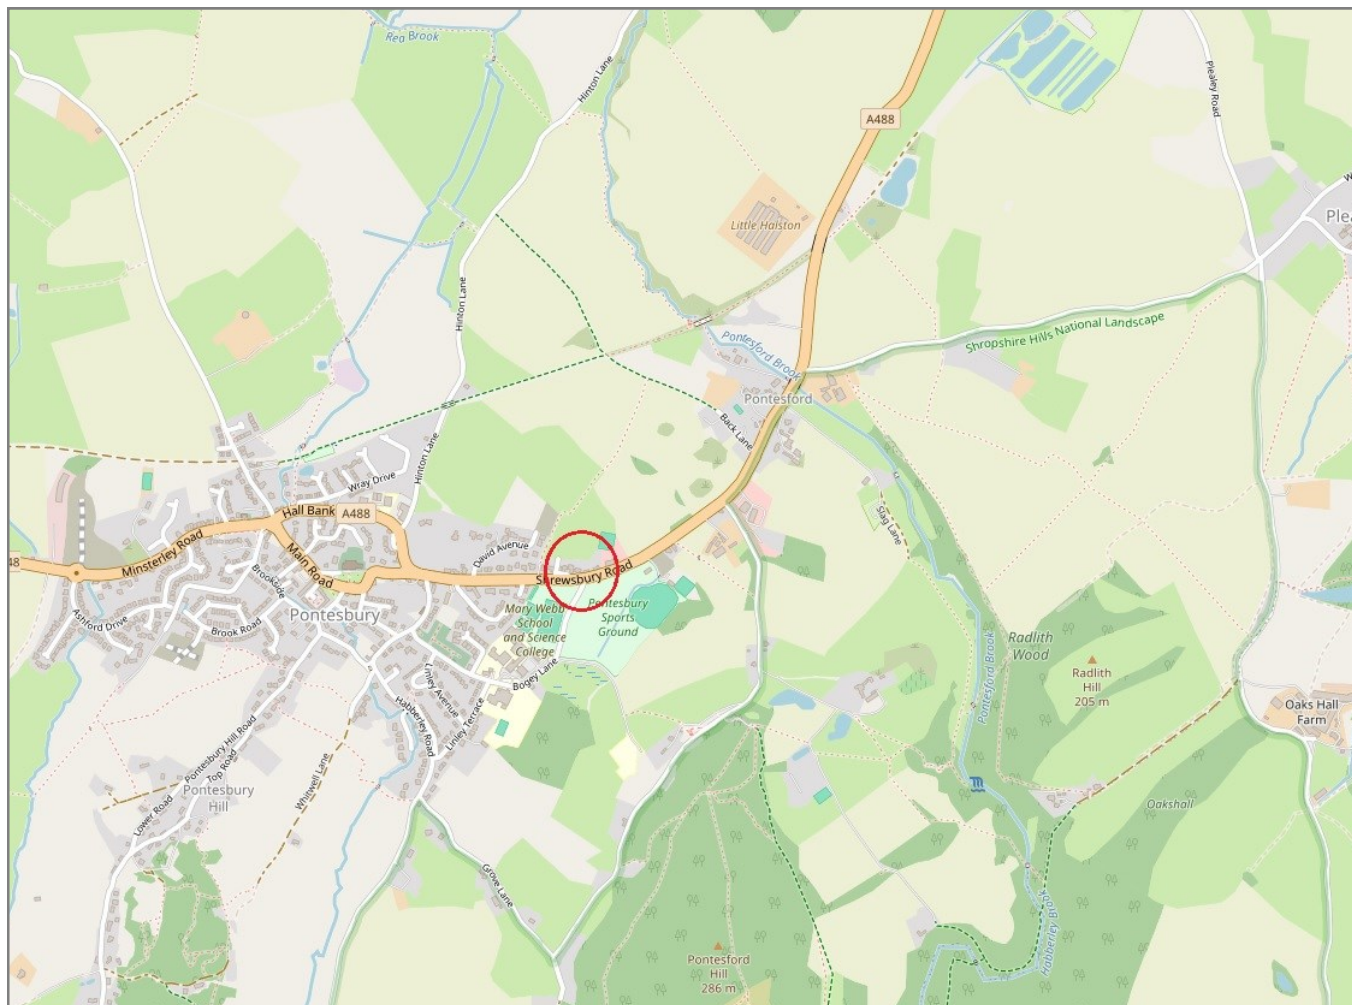 Rea Brook
Hinton Lane
Plealey Road
A488
W
Plea
Little Halston
Hinton Lane
Shropshire Hills National Landscape
Pontesford Brook
Pontesford
Back Lane
Hinton Lane
Wray Drive
Hall Bank
A488
Slag Lane
48
Minsterley Road
Main Road
David Avenue
Shrewsbury Road
Brookside
Ashford Drive
Brook Road
Pontesbury
Mary Webb
School
and Science
College
Pontesbury
Sports
Ground
Bogey Lane
Linley Avenue
Linley Terrace
Habberley Road
Pontesford Brook
Radlith
Wood
Radlith
Hill
205 m
Oaks Hall
Farm
Pontesbury Hill Road
Top Road
Pontesbury
Hill
Lower Road
Whitwell Lane
Oakshall
Grove Lane
Habberley Brook
Pontesford
Hill
286 m